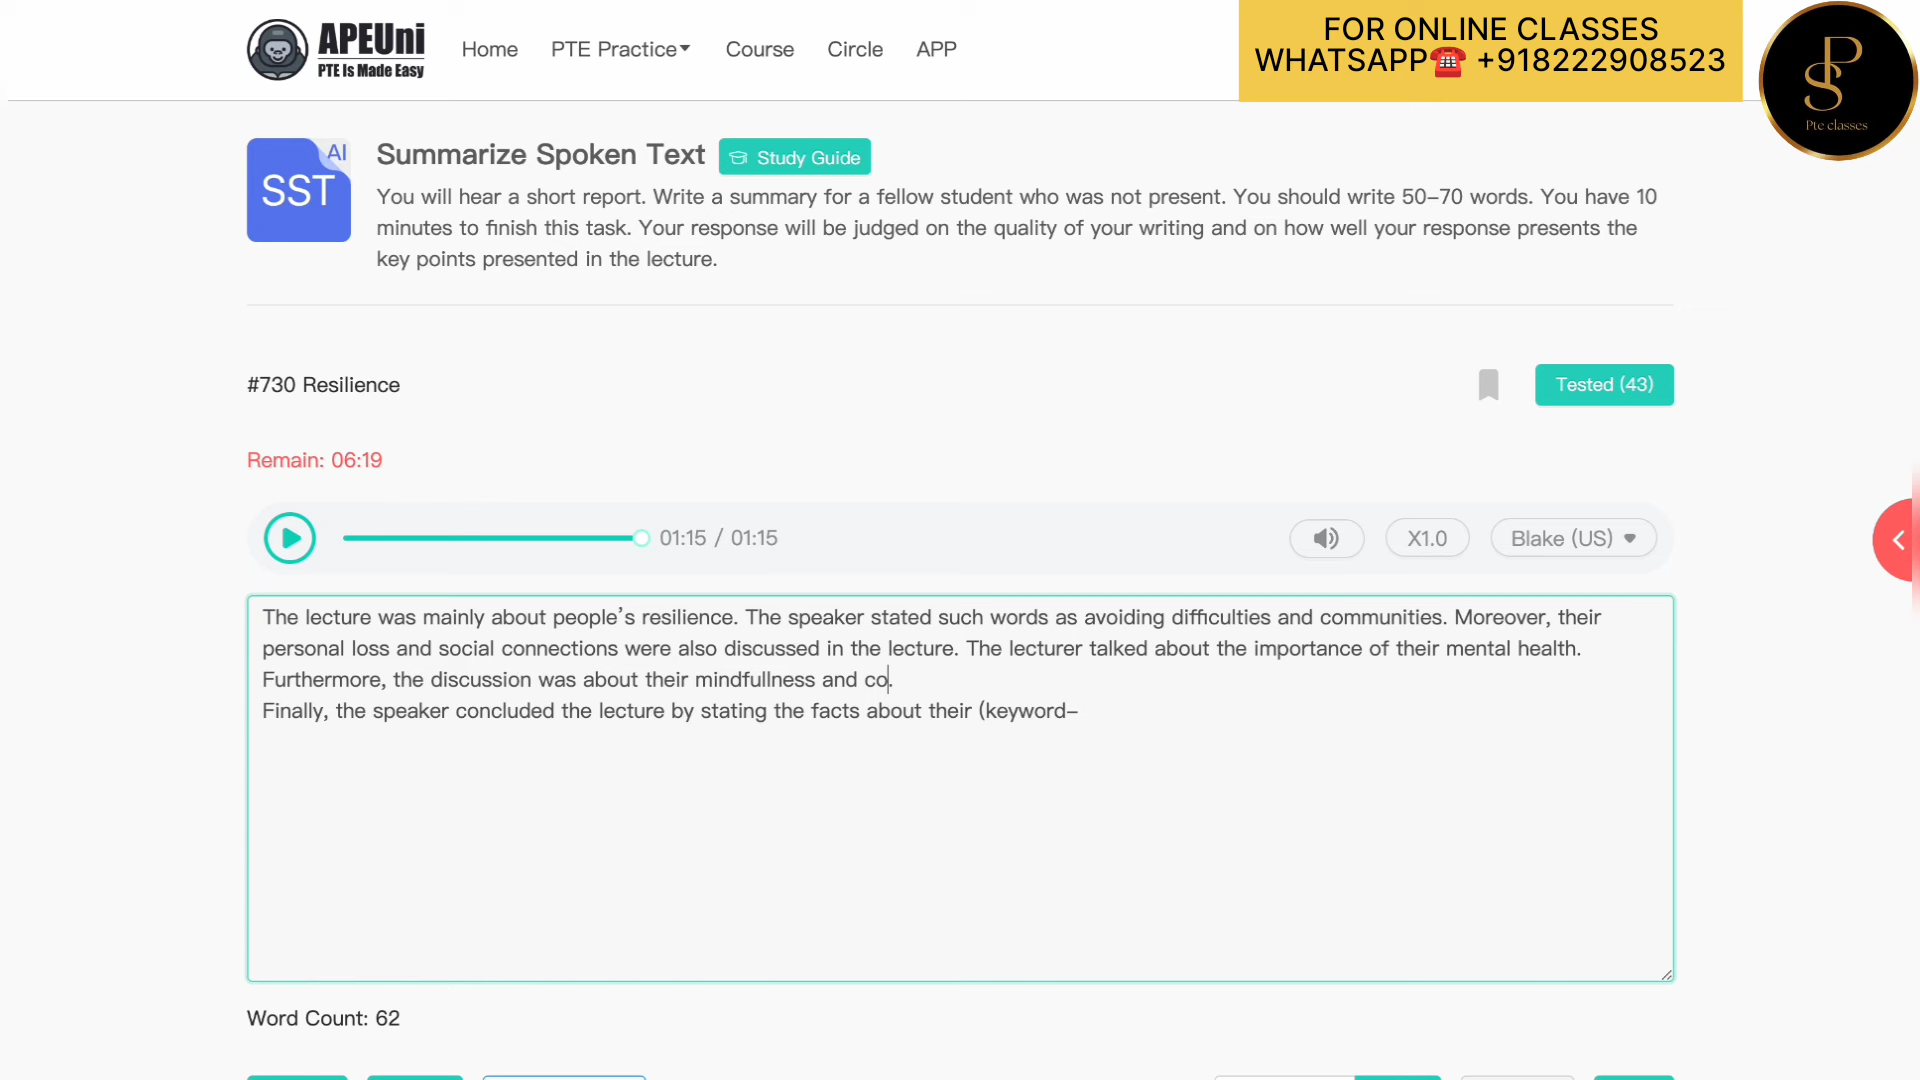 APEUni
PTE Is Made Easy
Home
PTE Practice
Course
Circle
APP
FOR ONLINE CLASSES
WHATSAPP☎️ +918222908523
PS
Pte classes
AI
SST
Summarize Spoken Text
Study Guide
You will hear a short report. Write a summary for a fellow student who was not present. You should write 50–70 words. You have 10
minutes to finish this task. Your response will be judged on the quality of your writing and on how well your response presents the
key points presented in the lecture.
#730 Resilience
Tested (43)
Remain: 06:19
01:15 / 01:15
X1.0
Blake (US)
The lecture was mainly about people’s resilience. The speaker stated such words as avoiding difficulties and communities. Moreover, their
personal loss and social connections were also discussed in the lecture. The lecturer talked about the importance of their mental health.
Furthermore, the discussion was about their mindfullness and co.
Finally, the speaker concluded the lecture by stating the facts about their (keyword–
Word Count: 62